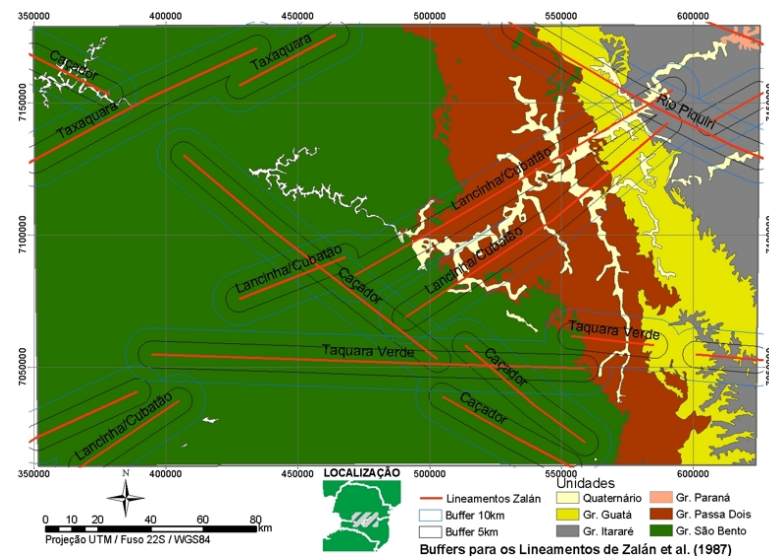 350000 400000 450000 500000 550000 600000
7150000 7150000
7100000 7100000
7050000 7050000
Caçador
Taxaquara
Taxaquara
Rio Piquiri
Lancinha/Cubatão
Lancinha/Cubatão
Lancinha/Cubatão
Caçador
Taquara Verde
Taquara Verde
Caçador
Caçador
Lancinha/Cubatão
350000 400000 450000 500000 550000 600000
N
0 10 20 40 60 80
km
Projeção UTM / Fuso 22S / WGS84
LOCALIZAÇÃO
Lineamentos Zalán
Buffer 10km
Buffer 5km
Unidades
Quaternário
Gr. Guatá
Gr. Itararé
Gr. Paraná
Gr. Passa Dois
Gr. São Bento
Buffers para os Lineamentos de Zalán et al. (1987)